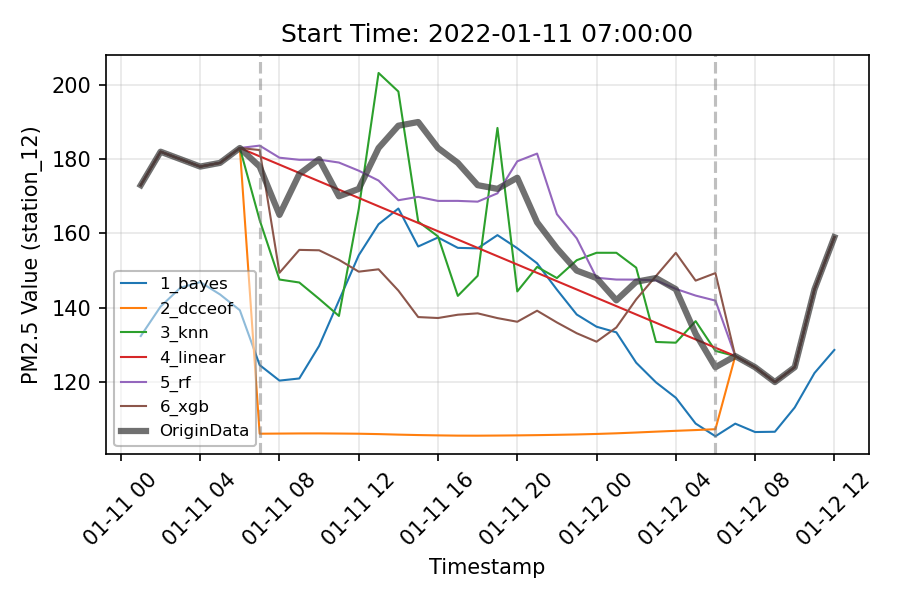 Start Time: 2022-01-11 07:00:00
PM2.5 Value (station_12)
200
180
160
140
120
1_bayes
2_dcceof
3_knn
4_linear
5_rf
6_xgb
OriginData
01-11 00
01-11 04
01-11 08
01-11 12
01-11 16
01-11 20
01-12 00
01-12 04
01-12 08
01-12 12
Timestamp